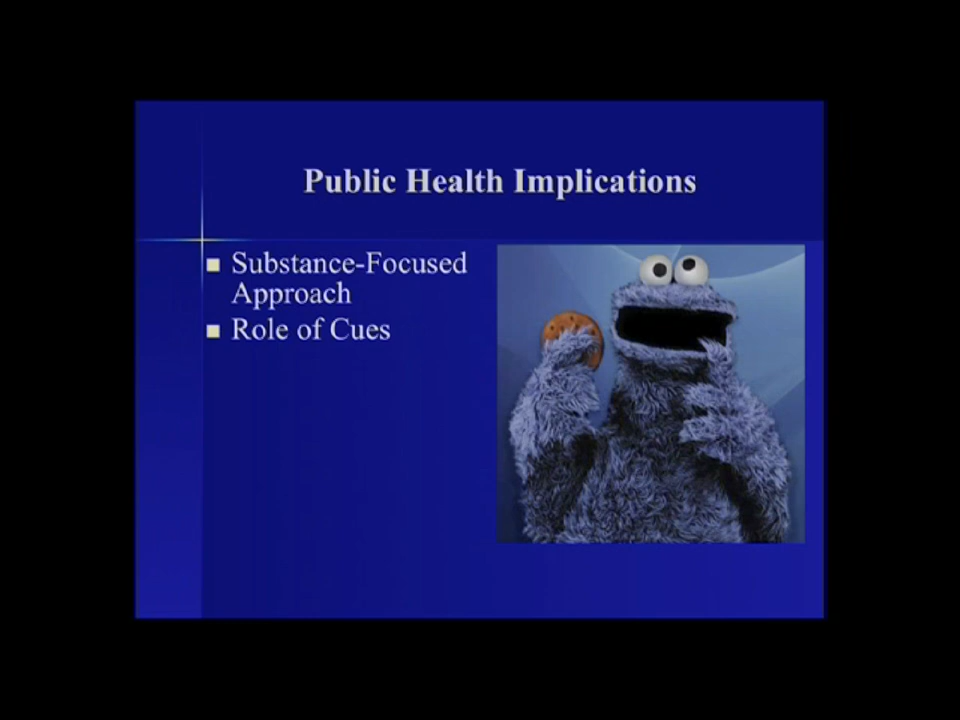 Public Health Implications
Substance-Focused
Approach
Role of Cues